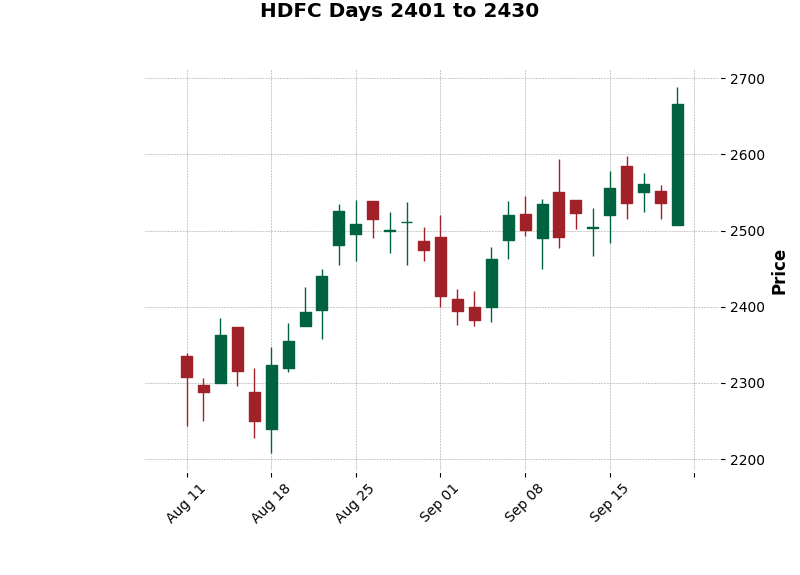 HDFC Days 2401 to 2430
2700
2600
2500
2400
2300
2200
Price
Aug 11
Aug 18
Aug 25
Sep 01
Sep 08
Sep 15